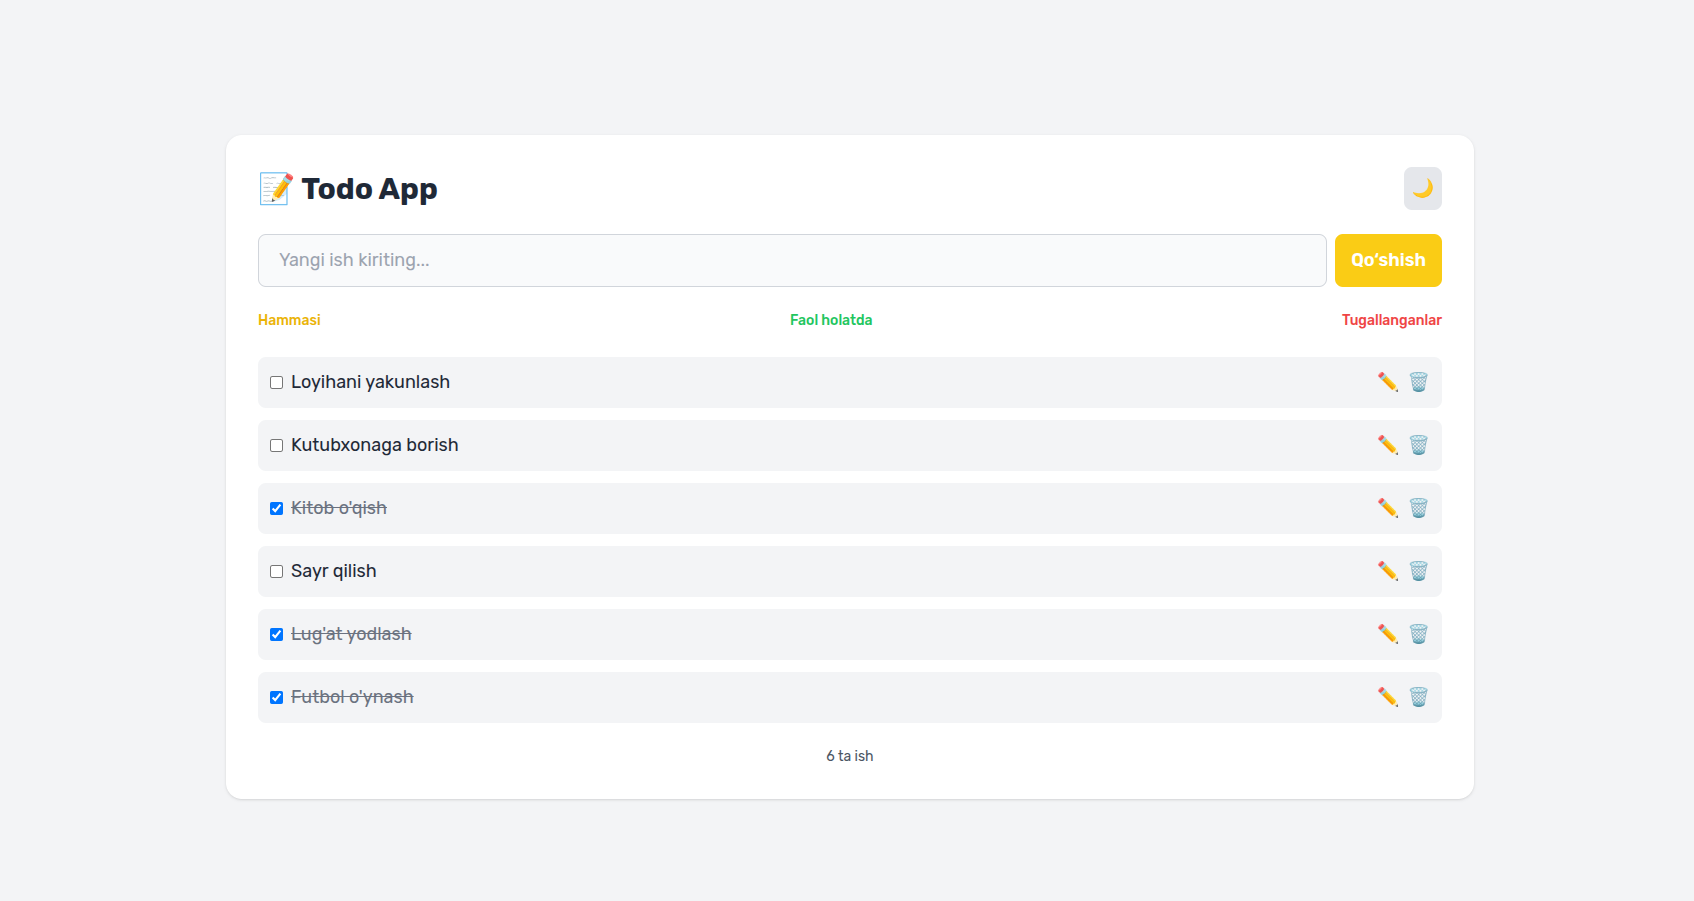 Todo App
Yangi ish kiriting...
Qo‘shish
Hammasi
Faol holatda
Tugallanganlar
Loyihani yakunlash
Kutubxonaga borish
Kitob o'qish
Sayr qilish
Lug'at yodlash
Futbol o'ynash
6 ta ish